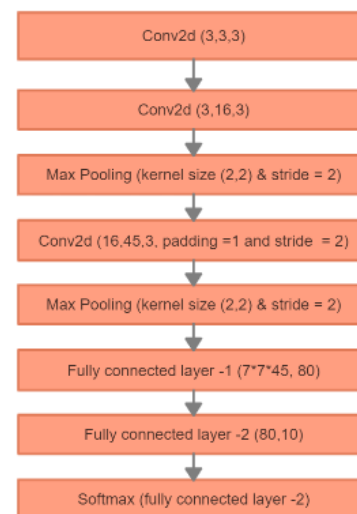 Conv2d (3,3,3)
Conv2d (3,16,3)
Max Pooling (kernel size (2,2) & stride = 2)
Conv2d (16,45,3, padding =1 and stride  = 2)
Max Pooling (kernel size (2,2) & stride = 2)
Fully connected layer -1 (7*7*45, 80)
Fully connected layer -2 (80,10)
Softmax (fully connected layer -2)